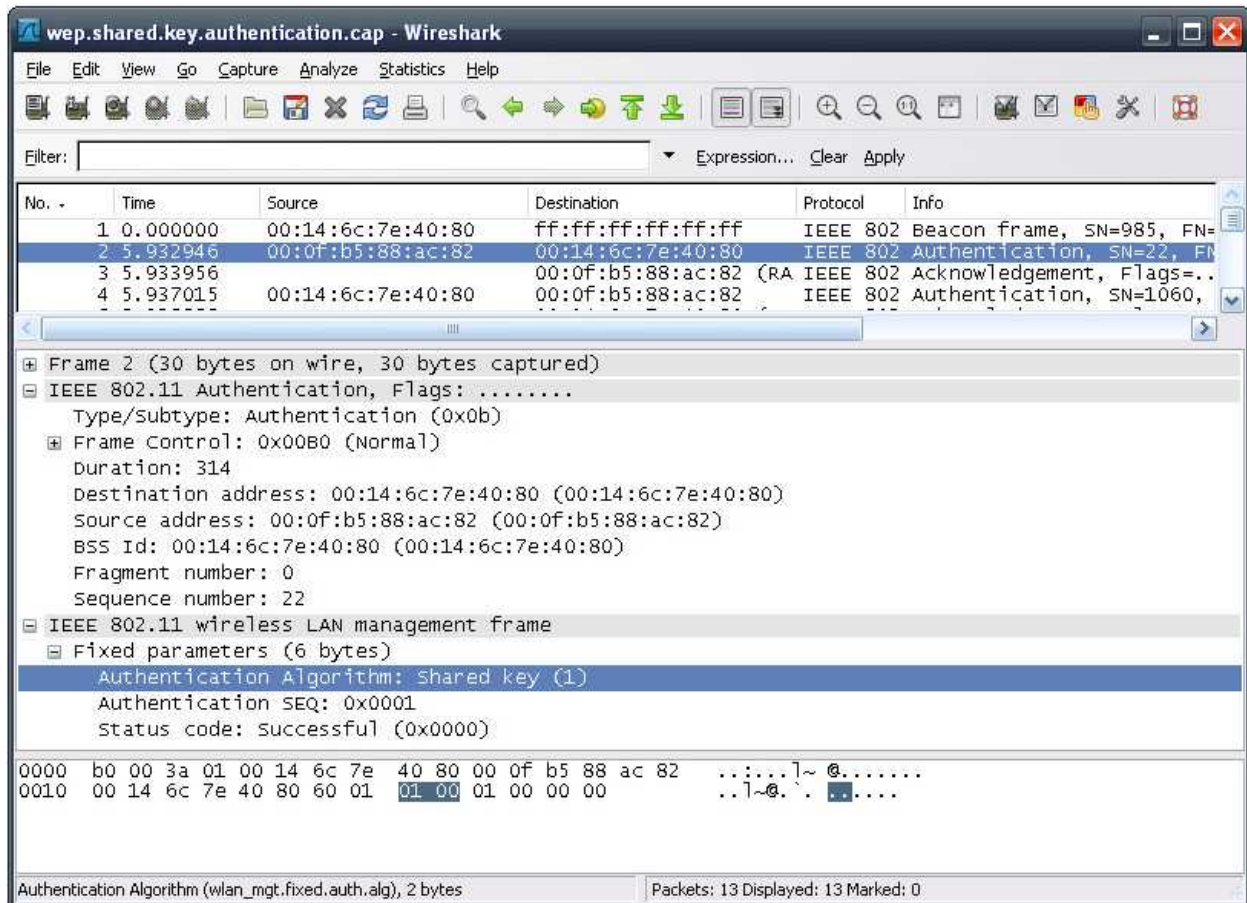 wep.shared.key.authentication.cap - Wireshark
File Edit View Go Capture Analyze Statistics Help
Filter: Expression... Clear Apply
No. - Time Source Destination Protocol Info
1 0.000000 00:14:6c:7e:40:80 ff:ff:ff:ff:ff:ff IEEE 802 Beacon frame, SN=985, FN=
2 5.932946 00:0f:b5:88:ac:82 00:14:6c:7e:40:80 IEEE 802 Authentication, SN=22, FN
3 5.933956 00:0f:b5:88:ac:82 (RA IEEE 802 Acknowledgement, Flags=..
4 5.937015 00:14:6c:7e:40:80 00:0f:b5:88:ac:82 IEEE 802 Authentication, SN=1060,
Frame 2 (30 bytes on wire, 30 bytes captured)
IEEE 802.11 Authentication, Flags: ........
Type/Subtype: Authentication (0x0b)
Frame Control: 0x00B0 (Normal)
Duration: 314
Destination address: 00:14:6c:7e:40:80 (00:14:6c:7e:40:80)
Source address: 00:0f:b5:88:ac:82 (00:0f:b5:88:ac:82)
BSS Id: 00:14:6c:7e:40:80 (00:14:6c:7e:40:80)
Fragment number: 0
Sequence number: 22
IEEE 802.11 wireless LAN management frame
Fixed parameters (6 bytes)
Authentication Algorithm: Shared key (1)
Authentication SEQ: 0x0001
Status code: Successful (0x0000)
0000 b0 00 3a 01 00 14 6c 7e 40 80 00 0f b5 88 ac 82 ..:...l~ @.......
0010 00 14 6c 7e 40 80 60 01 01 00 01 00 00 00 ..l~@.`. ......
Authentication Algorithm (wlan_mgt.fixed.auth.alg), 2 bytes Packets: 13 Displayed: 13 Marked: 0